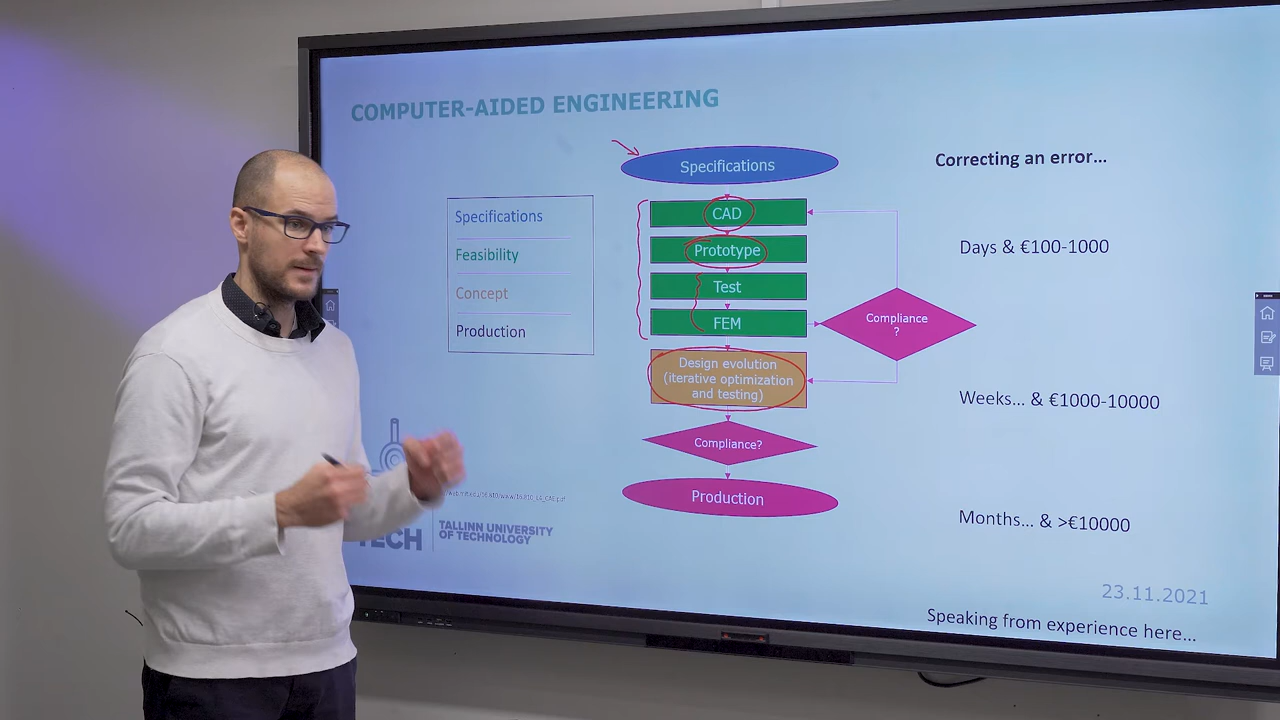 COMPUTER-AIDED ENGINEERING
Specifications
Feasibility
Concept
Production
Specifications
CAD
Prototype
Test
FEM
Design evolution
(iterative optimization
and testing)
Compliance?
Production
Compliance
?
Correcting an error...
Days & €100-1000
Weeks... & €1000-10000
Months... & >€10000
TECH
TALLINN UNIVERSITY
OF TECHNOLOGY
23.11.2021
Speaking from experience here...